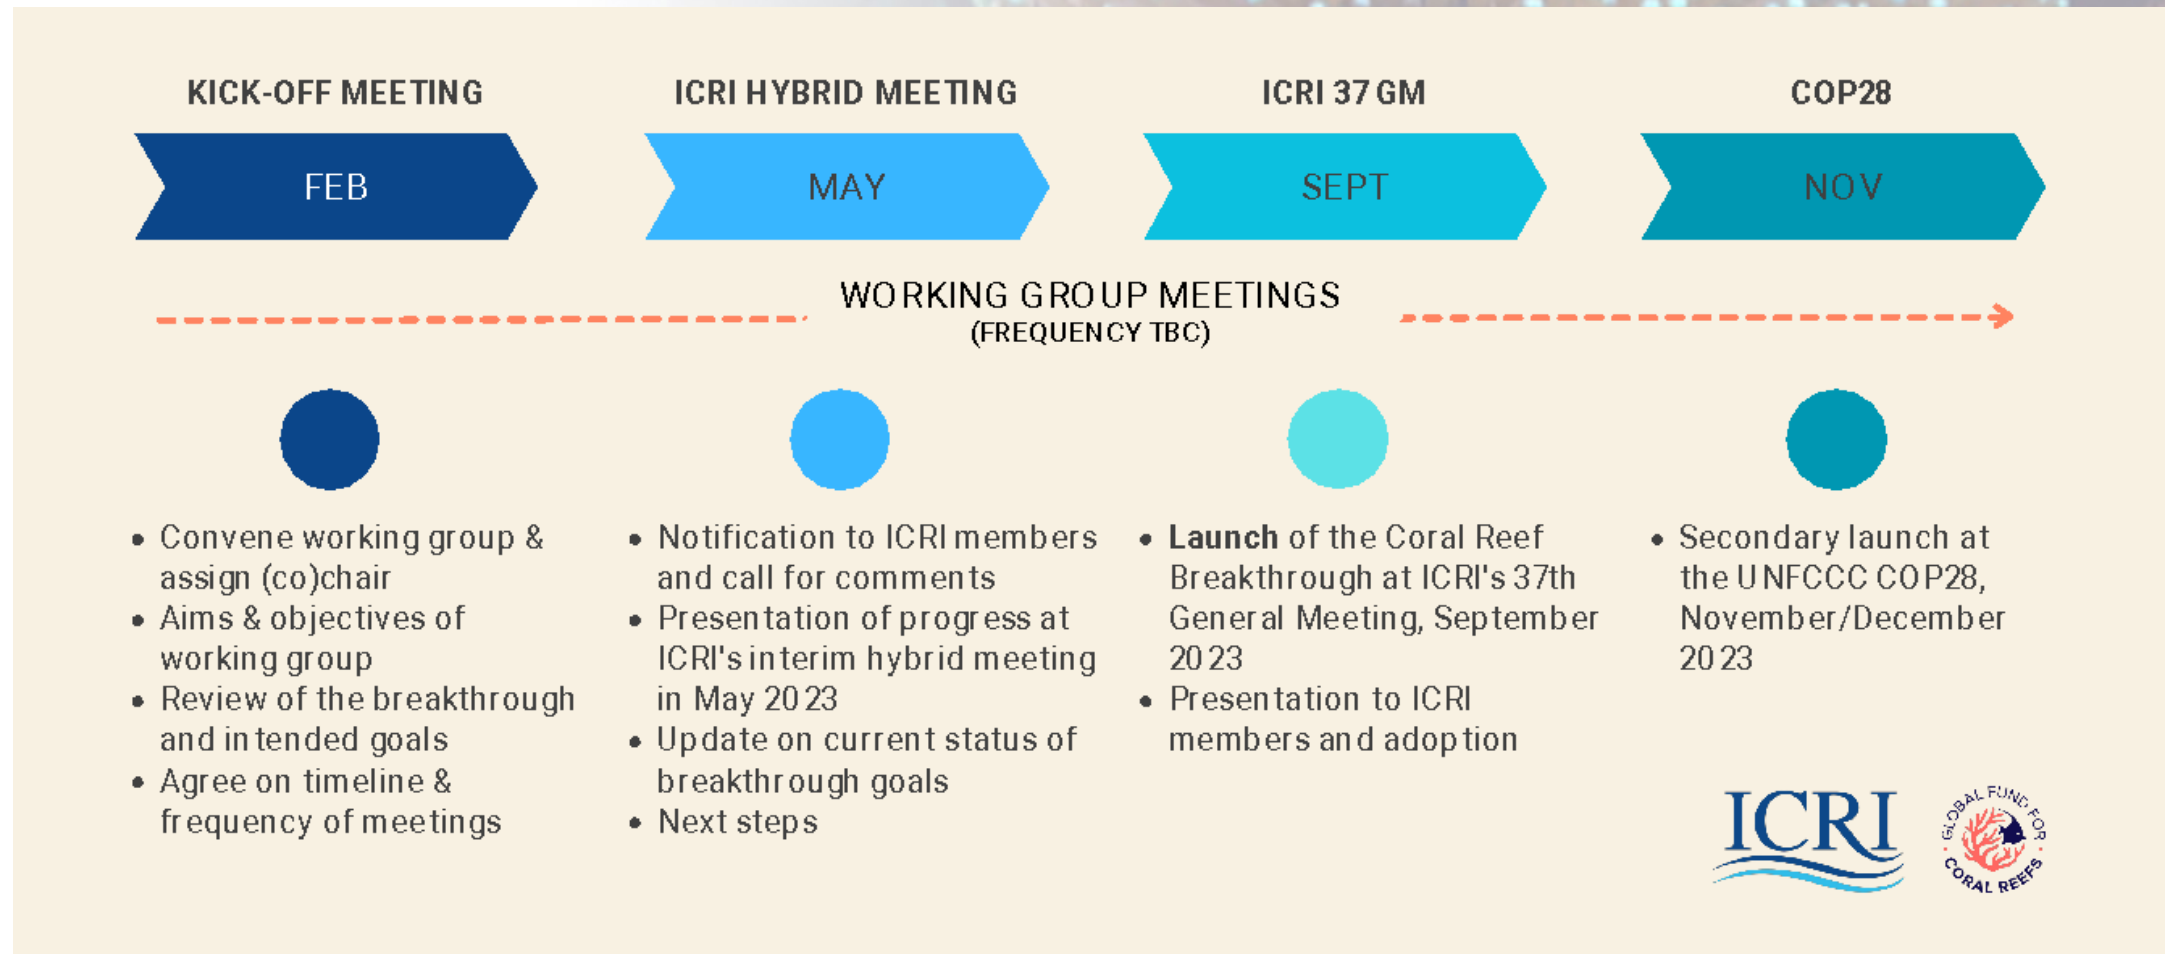 KICK-OFF MEETING
ICRI HYBRID MEETING
ICRI 37 GM
COP28
FEB
MAY
SEPT
NOV
WORKING GROUP MEETINGS
(FREQUENCY TBC)
• Convene working group &
assign (co)chair
• Aims & objectives of
working group
• Review of the breakthrough
and intended goals
• Agree on timeline &
frequency of meetings
• Notification to ICRI members
and call for comments
• Presentation of progress at
ICRI's interim hybrid meeting
in May 2023
• Update on current status of
breakthrough goals
• Next steps
• Launch of the Coral Reef
Breakthrough at ICRI's 37th
General Meeting, September
2023
• Presentation to ICRI
members and adoption
• Secondary launch at
the UNFCCC COP28,
November/December
2023
ICRI
GLOBAL FUND FOR
CORAL REEFS